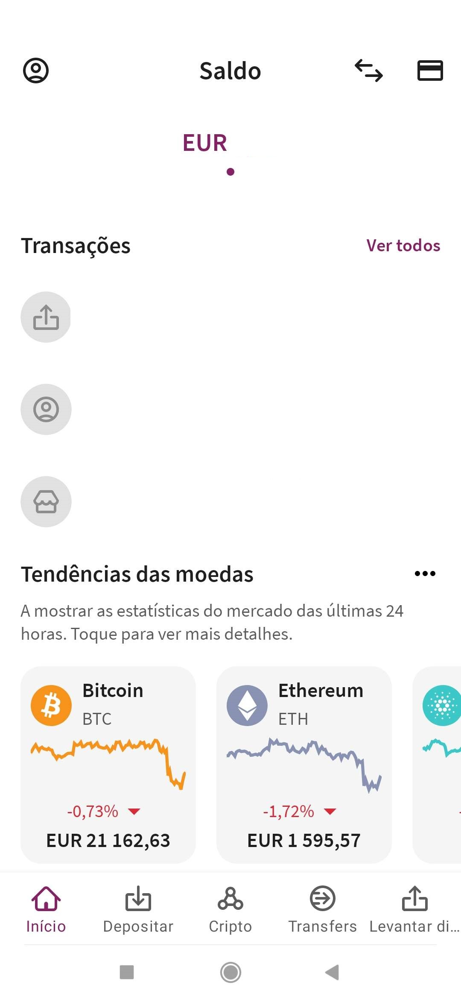 Saldo
EUR
Transações
Ver todos
Tendências das moedas
A mostrar as estatísticas do mercado das últimas 24
horas. Toque para ver mais detalhes.
Bitcoin
BTC
-0,73%
EUR 21 162,63
Ethereum
ETH
-1,72%
EUR 1 595,57
-
Início
Depositar
Cripto
Transfers
Levantar di...